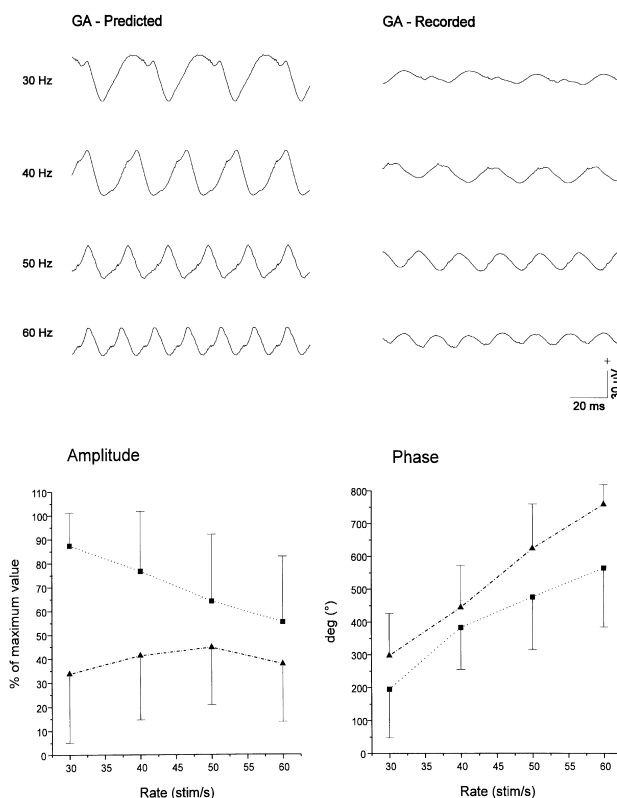 GA - Predicted
GA - Recorded
30 Hz
40 Hz
50 Hz
60 Hz
+
30 µV
20 ms
Amplitude
% of maximum value
110
100
90
80
70
60
50
40
30
20
10
0
30 35 40 45 50 55 60
Rate (stim/s)
Phase
deg (°)
800
700
600
500
400
300
200
100
0
30 35 40 45 50 55 60
Rate (stim/s)